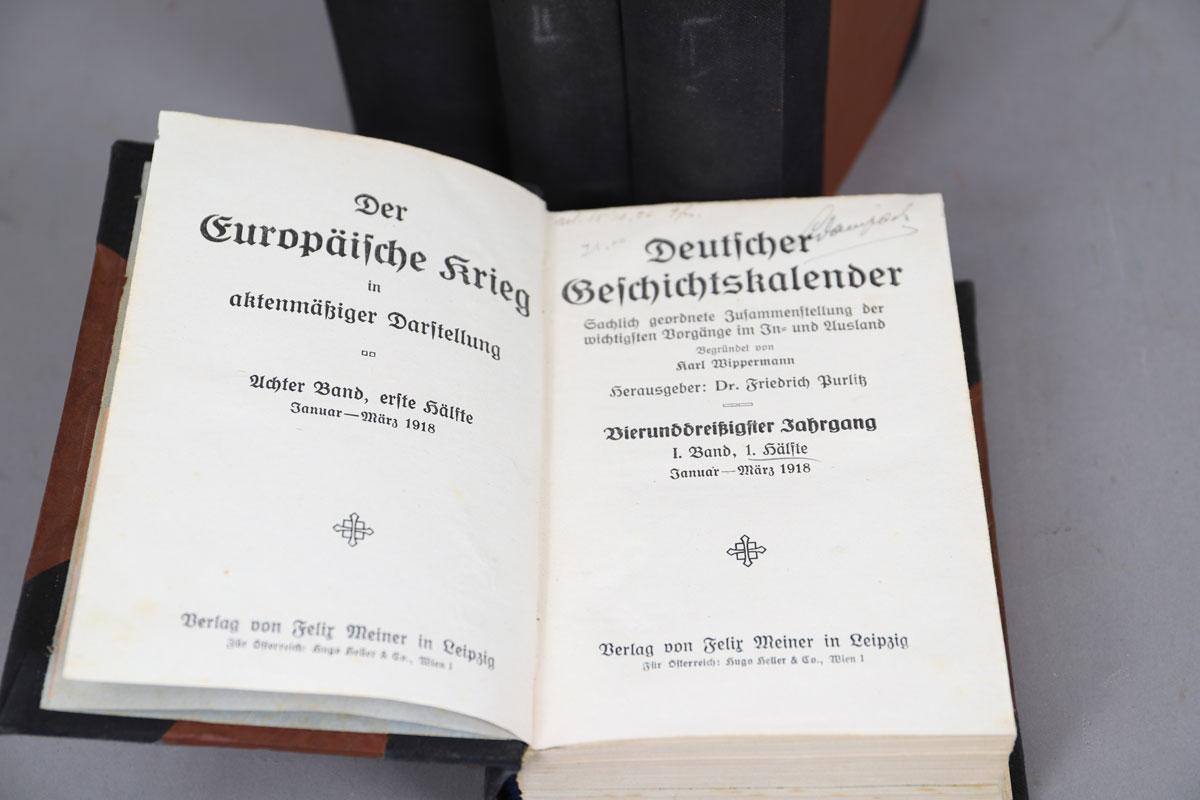 Der
Europäische Krieg
in
aktenmäßiger Darstellung
Achter Band, erste Hälfte
Januar—März 1918
Verlag von Felix Meiner in Leipzig
Für Österreich: Hugo Heller & Co., Wien I
Deutscher
Geschichtskalender
Sachlich geordnete Zusammenstellung der
wichtigsten Vorgänge im In- und Ausland
Begründet von
Karl Wippermann
Herausgeber: Dr. Friedrich Purlitz
Vierunddreißigster Jahrgang
I. Band, 1. Hälfte
Januar—März 1918
Verlag von Felix Meiner in Leipzig
Für Österreich: Hugo Heller & Co., Wien I